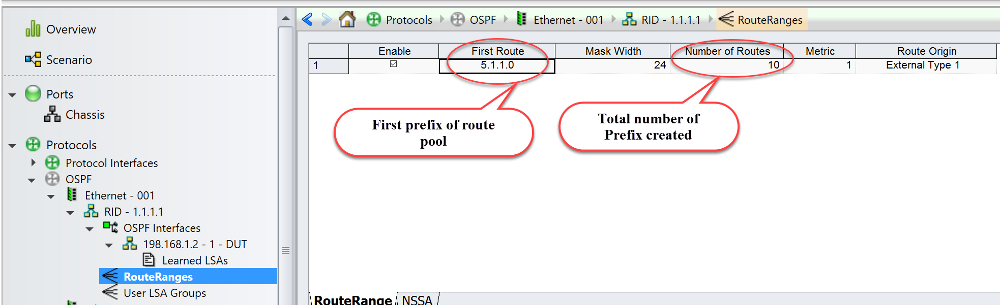 Overview
Scenario
Ports
Chassis
Protocols
Protocol Interfaces
OSPF
Ethernet - 001
RID - 1.1.1.1
OSPF Interfaces
198.168.1.2 - 1 - DUT
Learned LSAs
RouteRanges
User LSA Groups
Protocols OSPF Ethernet - 001 RID - 1.1.1.1 RouteRanges
Enable First Route Mask Width Number of Routes Metric Route Origin
1 5.1.1.0 24 10 1 External Type 1
First prefix of route
pool
Total number of
Prefix created
RouteRange NSSA